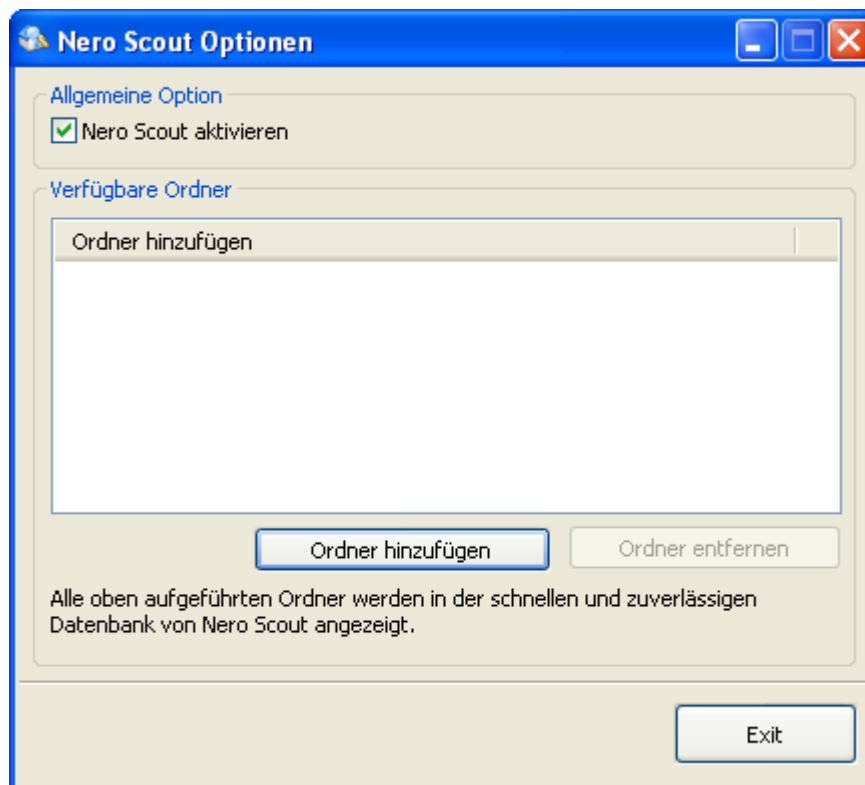 Nero Scout Optionen
Allgemeine Option
Nero Scout aktivieren
Verfügbare Ordner
Ordner hinzufügen
Ordner hinzufügen
Ordner entfernen
Alle oben aufgeführten Ordner werden in der schnellen und zuverlässigen
Datenbank von Nero Scout angezeigt.
Exit